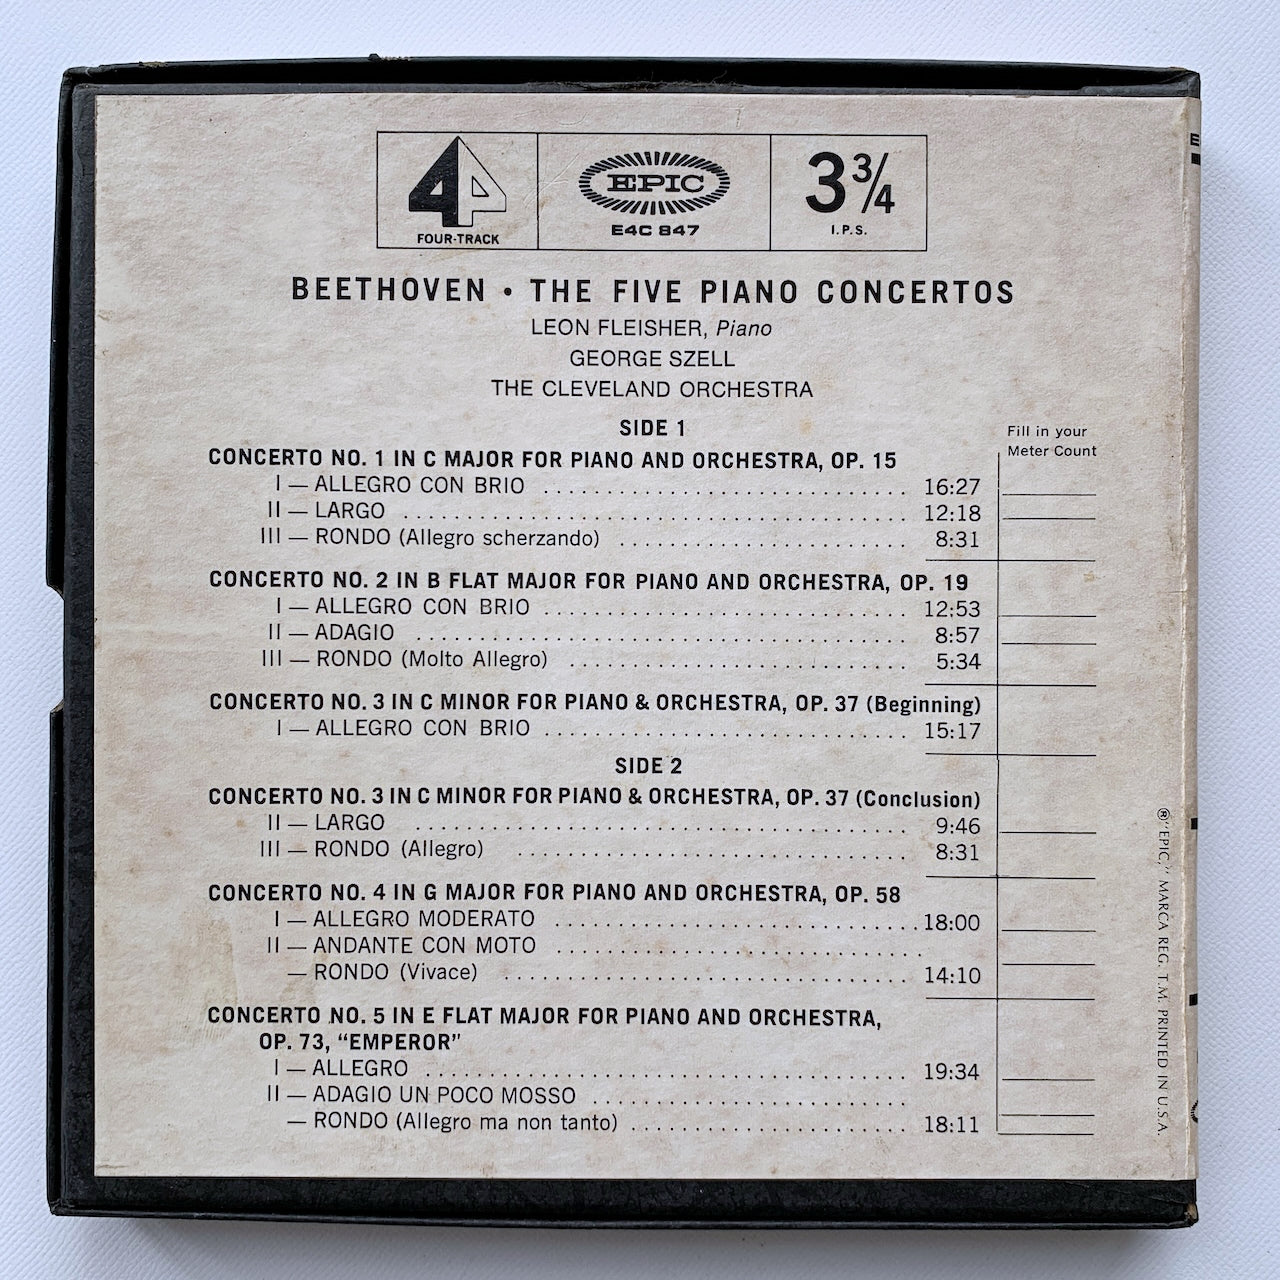 4
FOUR-TRACK
EPIC
E4C 847
3¾
I.P.S.
BEETHOVEN • THE FIVE PIANO CONCERTOS
LEON FLEISHER, Piano
GEORGE SZELL
THE CLEVELAND ORCHESTRA
SIDE 1
Fill in your
Meter Count
CONCERTO NO. 1 IN C MAJOR FOR PIANO AND ORCHESTRA, OP. 15
I — ALLEGRO CON BRIO 16:27
II — LARGO 12:18
III — RONDO (Allegro scherzando) 8:31
CONCERTO NO. 2 IN B FLAT MAJOR FOR PIANO AND ORCHESTRA, OP. 19
I — ALLEGRO CON BRIO 12:53
II — ADAGIO 8:57
III — RONDO (Molto Allegro) 5:34
CONCERTO NO. 3 IN C MINOR FOR PIANO & ORCHESTRA, OP. 37 (Beginning)
I — ALLEGRO CON BRIO 15:17
SIDE 2
CONCERTO NO. 3 IN C MINOR FOR PIANO & ORCHESTRA, OP. 37 (Conclusion)
II — LARGO 9:46
III — RONDO (Allegro) 8:31
CONCERTO NO. 4 IN G MAJOR FOR PIANO AND ORCHESTRA, OP. 58
I — ALLEGRO MODERATO 18:00
II — ANDANTE CON MOTO
— RONDO (Vivace) 14:10
CONCERTO NO. 5 IN E FLAT MAJOR FOR PIANO AND ORCHESTRA,
OP. 73, “EMPEROR”
I — ALLEGRO 19:34
II — ADAGIO UN POCO MOSSO
— RONDO (Allegro ma non tanto) 18:11
®“EPIC,” MARCA REG. T.M. PRINTED IN U.S.A.